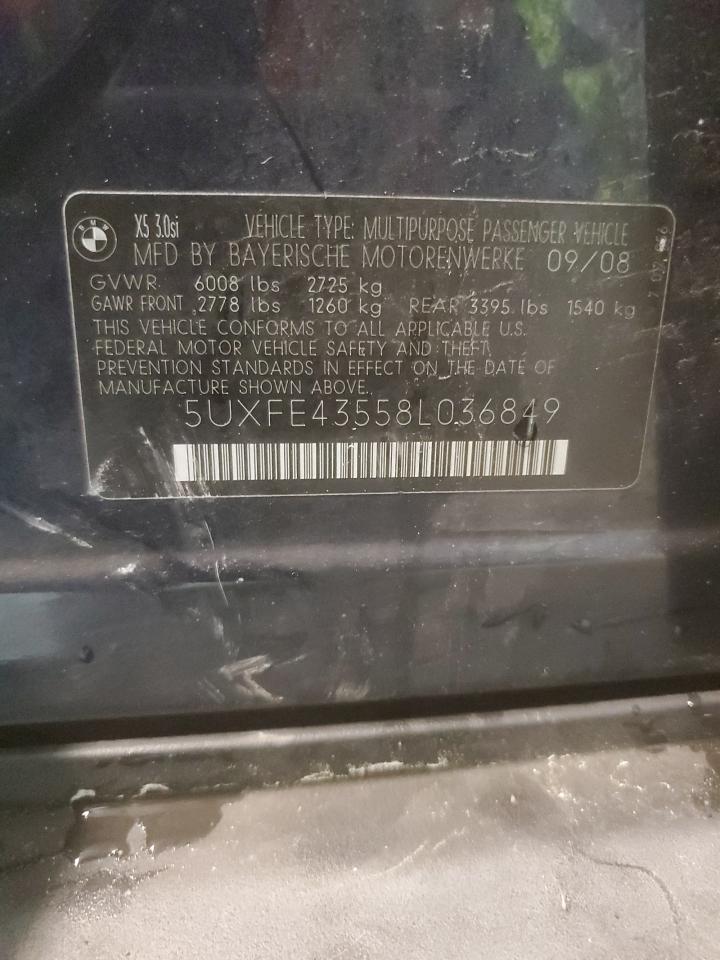 BMW
X5 3.0si VEHICLE TYPE: MULTIPURPOSE PASSENGER VEHICLE
MFD BY BAYERISCHE MOTORENWERKE 09/08
GVWR 6008 lbs 2725 kg
GAWR FRONT 2778 lbs 1260 kg REAR 3395 lbs 1540 kg
THIS VEHICLE CONFORMS TO ALL APPLICABLE U.S.
FEDERAL MOTOR VEHICLE SAFETY AND THEFT
PREVENTION STANDARDS IN EFFECT ON THE DATE OF
MANUFACTURE SHOWN ABOVE.
5UXFE43558L036849